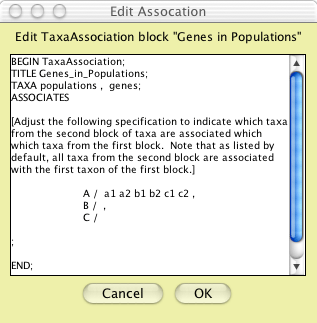 Edit Assocation
Edit TaxaAssociation block "Genes in Populations"
BEGIN TaxaAssociation;
TITLE Genes_in_Populations;
TAXA populations ,  genes;
ASSOCIATES
[Adjust the following specification to indicate which taxa
from the second block of taxa are associated which
which taxa from the first block.  Note that as listed by
default, all taxa from the second block are associated
with the first taxon of the first block.]
A /  a1 a2 b1 b2 c1 c2 ,
B /  ,
C /
;
END;
Cancel OK